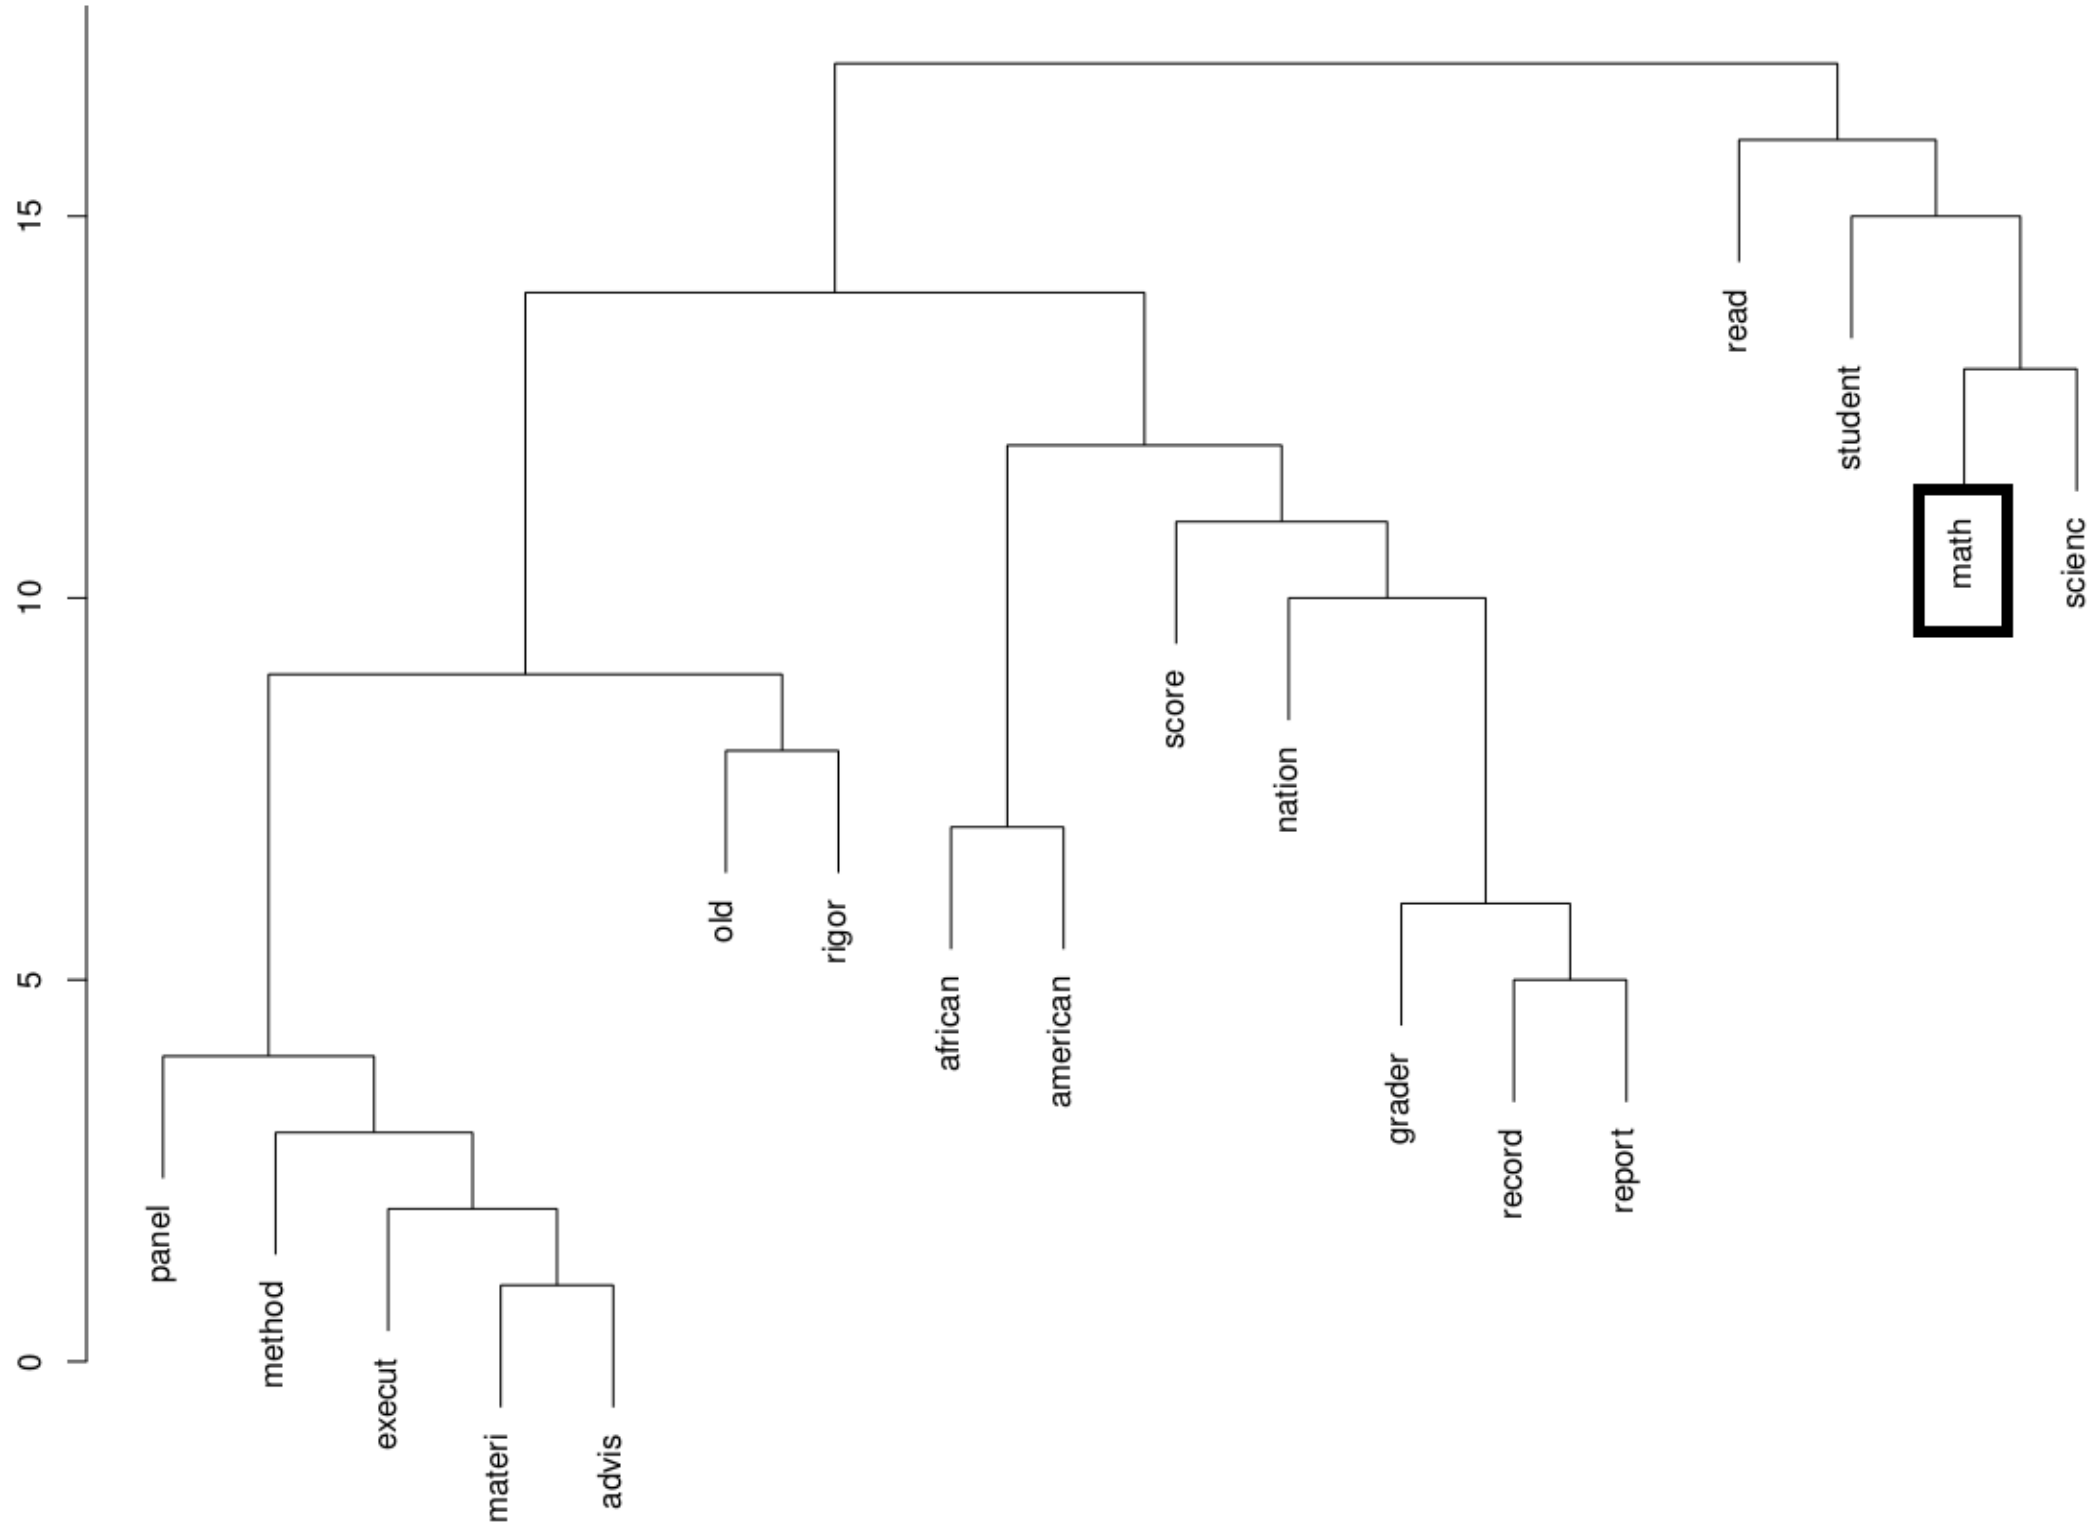 15
10
5
0
panel
method
execut
materi
advis
old
rigor
african
american
score
nation
grader
record
report
read
student
math
scienc